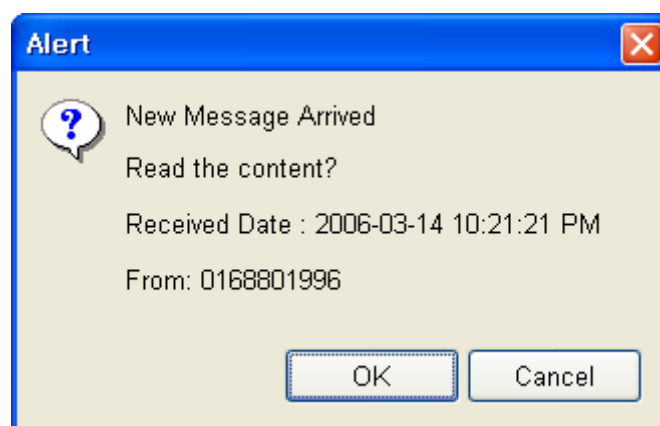 Alert
New Message Arrived
Read the content?
Received Date : 2006-03-14 10:21:21 PM
From: 0168801996
OK Cancel